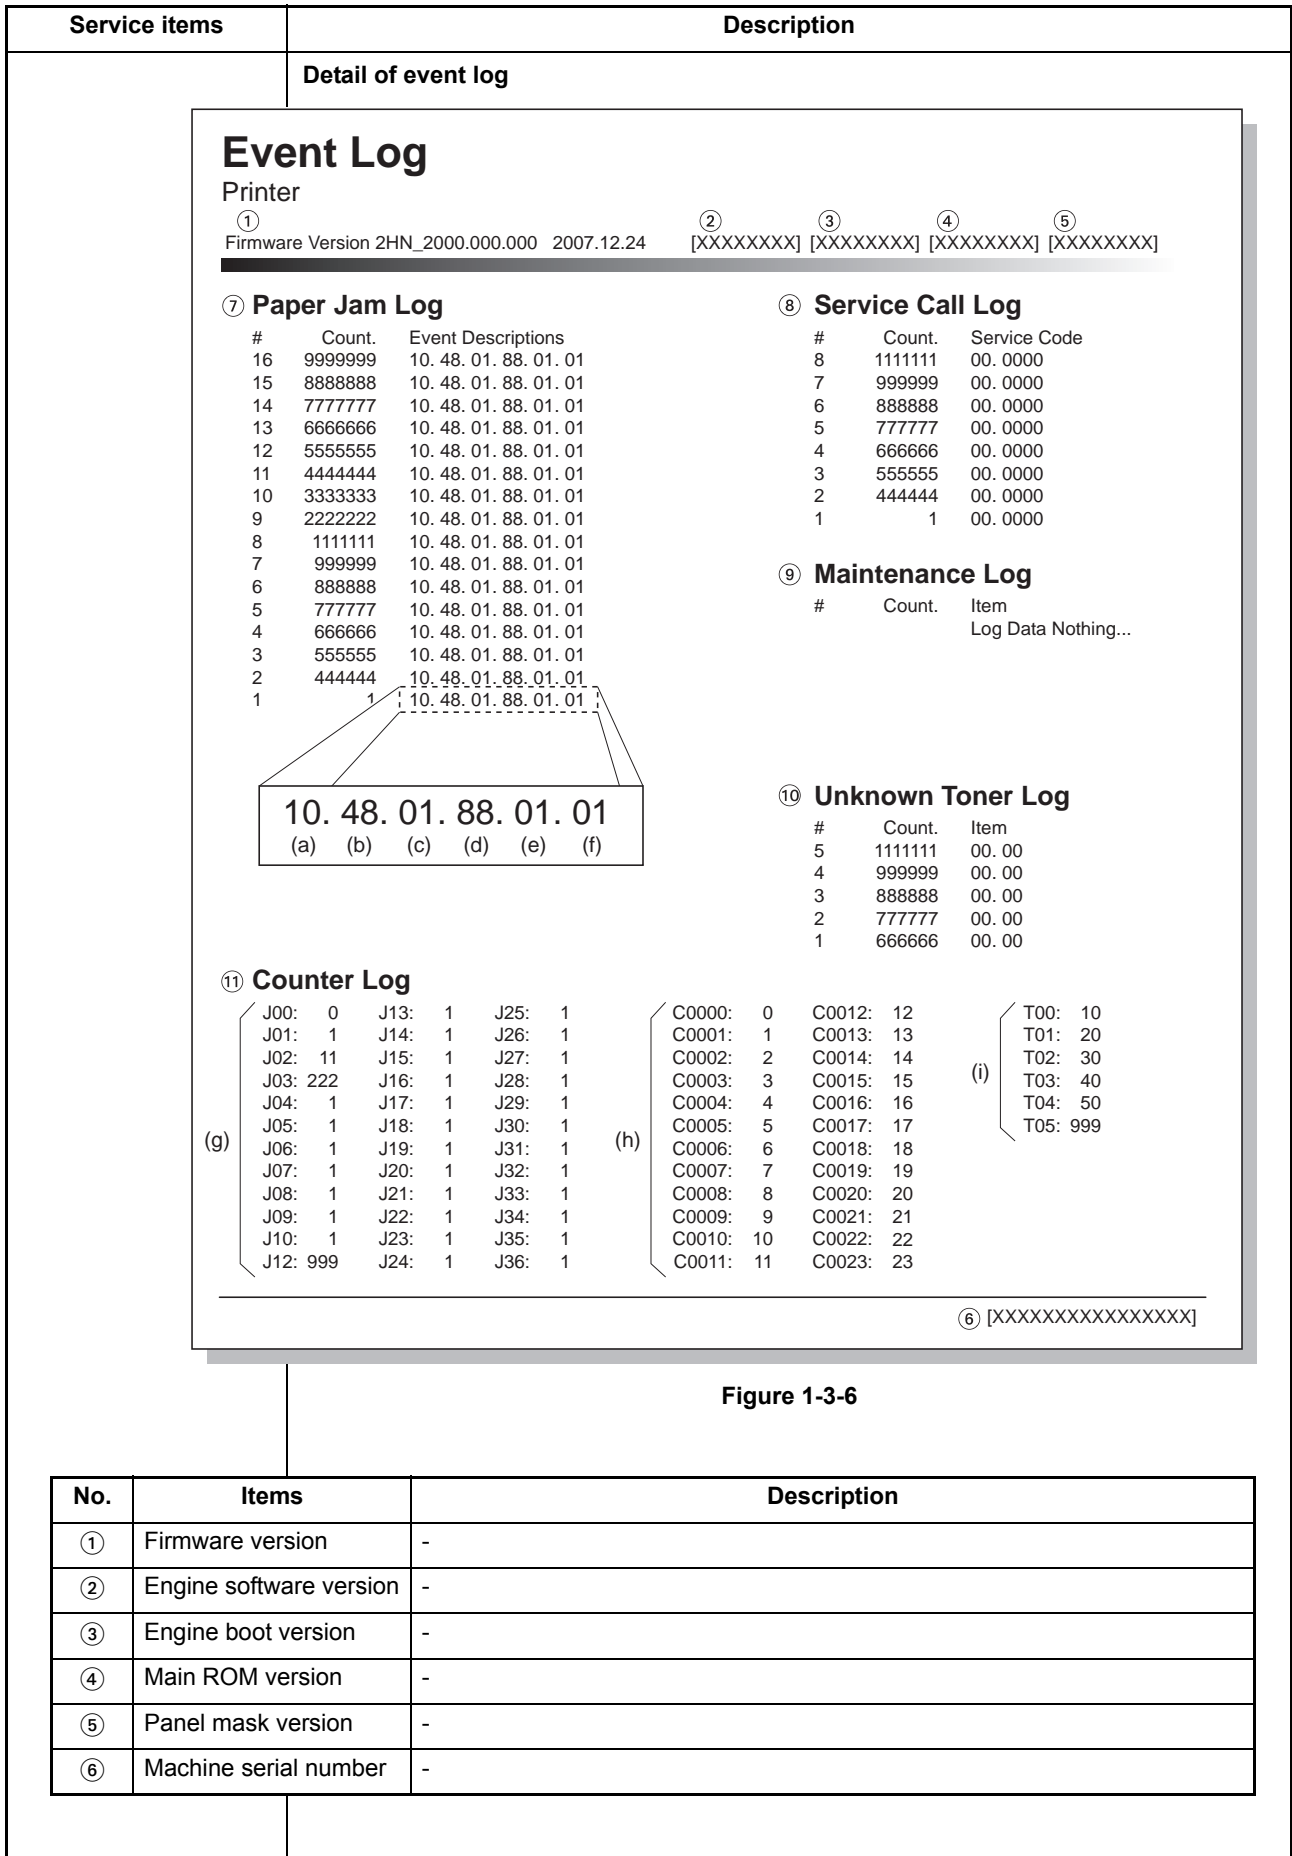 Service items Description
Detail of event log
Event Log
Printer
① ② ③ ④ ⑤
Firmware Version 2HN_2000.000.000 2007.12.24 [XXXXXXXX] [XXXXXXXX] [XXXXXXXX] [XXXXXXXX]
⑦ Paper Jam Log
# Count. Event Descriptions
16 9999999 10. 48. 01. 88. 01. 01
15 8888888 10. 48. 01. 88. 01. 01
14 7777777 10. 48. 01. 88. 01. 01
13 6666666 10. 48. 01. 88. 01. 01
12 5555555 10. 48. 01. 88. 01. 01
11 4444444 10. 48. 01. 88. 01. 01
10 3333333 10. 48. 01. 88. 01. 01
9 2222222 10. 48. 01. 88. 01. 01
8 1111111 10. 48. 01. 88. 01. 01
7 999999 10. 48. 01. 88. 01. 01
6 888888 10. 48. 01. 88. 01. 01
5 777777 10. 48. 01. 88. 01. 01
4 666666 10. 48. 01. 88. 01. 01
3 555555 10. 48. 01. 88. 01. 01
2 444444 10. 48. 01. 88. 01. 01
1 1 10. 48. 01. 88. 01. 01
10. 48. 01. 88. 01. 01
(a) (b) (c) (d) (e) (f)
⑧ Service Call Log
# Count. Service Code
8 1111111 00. 0000
7 999999 00. 0000
6 888888 00. 0000
5 777777 00. 0000
4 666666 00. 0000
3 555555 00. 0000
2 444444 00. 0000
1 1 00. 0000
⑨ Maintenance Log
# Count. Item
Log Data Nothing...
⑩ Unknown Toner Log
# Count. Item
5 1111111 00. 00
4 999999 00. 00
3 888888 00. 00
2 777777 00. 00
1 666666 00. 00
⑪ Counter Log
J00: 0 J13: 1 J25: 1 C0000: 0 C0012: 12 T00: 10
J01: 1 J14: 1 J26: 1 C0001: 1 C0013: 13 T01: 20
J02: 11 J15: 1 J27: 1 C0002: 2 C0014: 14 T02: 30
J03: 222 J16: 1 J28: 1 C0003: 3 C0015: 15 (i) T03: 40
J04: 1 J17: 1 J29: 1 C0004: 4 C0016: 16 T04: 50
J05: 1 J18: 1 J30: 1 C0005: 5 C0017: 17 T05: 999
(g) J06: 1 J19: 1 J31: 1 (h) C0006: 6 C0018: 18
J07: 1 J20: 1 J32: 1 C0007: 7 C0019: 19
J08: 1 J21: 1 J33: 1 C0008: 8 C0020: 20
J09: 1 J22: 1 J34: 1 C0009: 9 C0021: 21
J10: 1 J23: 1 J35: 1 C0010: 10 C0022: 22
J12: 999 J24: 1 J36: 1 C0011: 11 C0023: 23
⑥ [XXXXXXXXXXXXXXXX]
Figure 1-3-6
No. Items Description
① Firmware version -
② Engine software version -
③ Engine boot version -
④ Main ROM version -
⑤ Panel mask version -
⑥ Machine serial number -